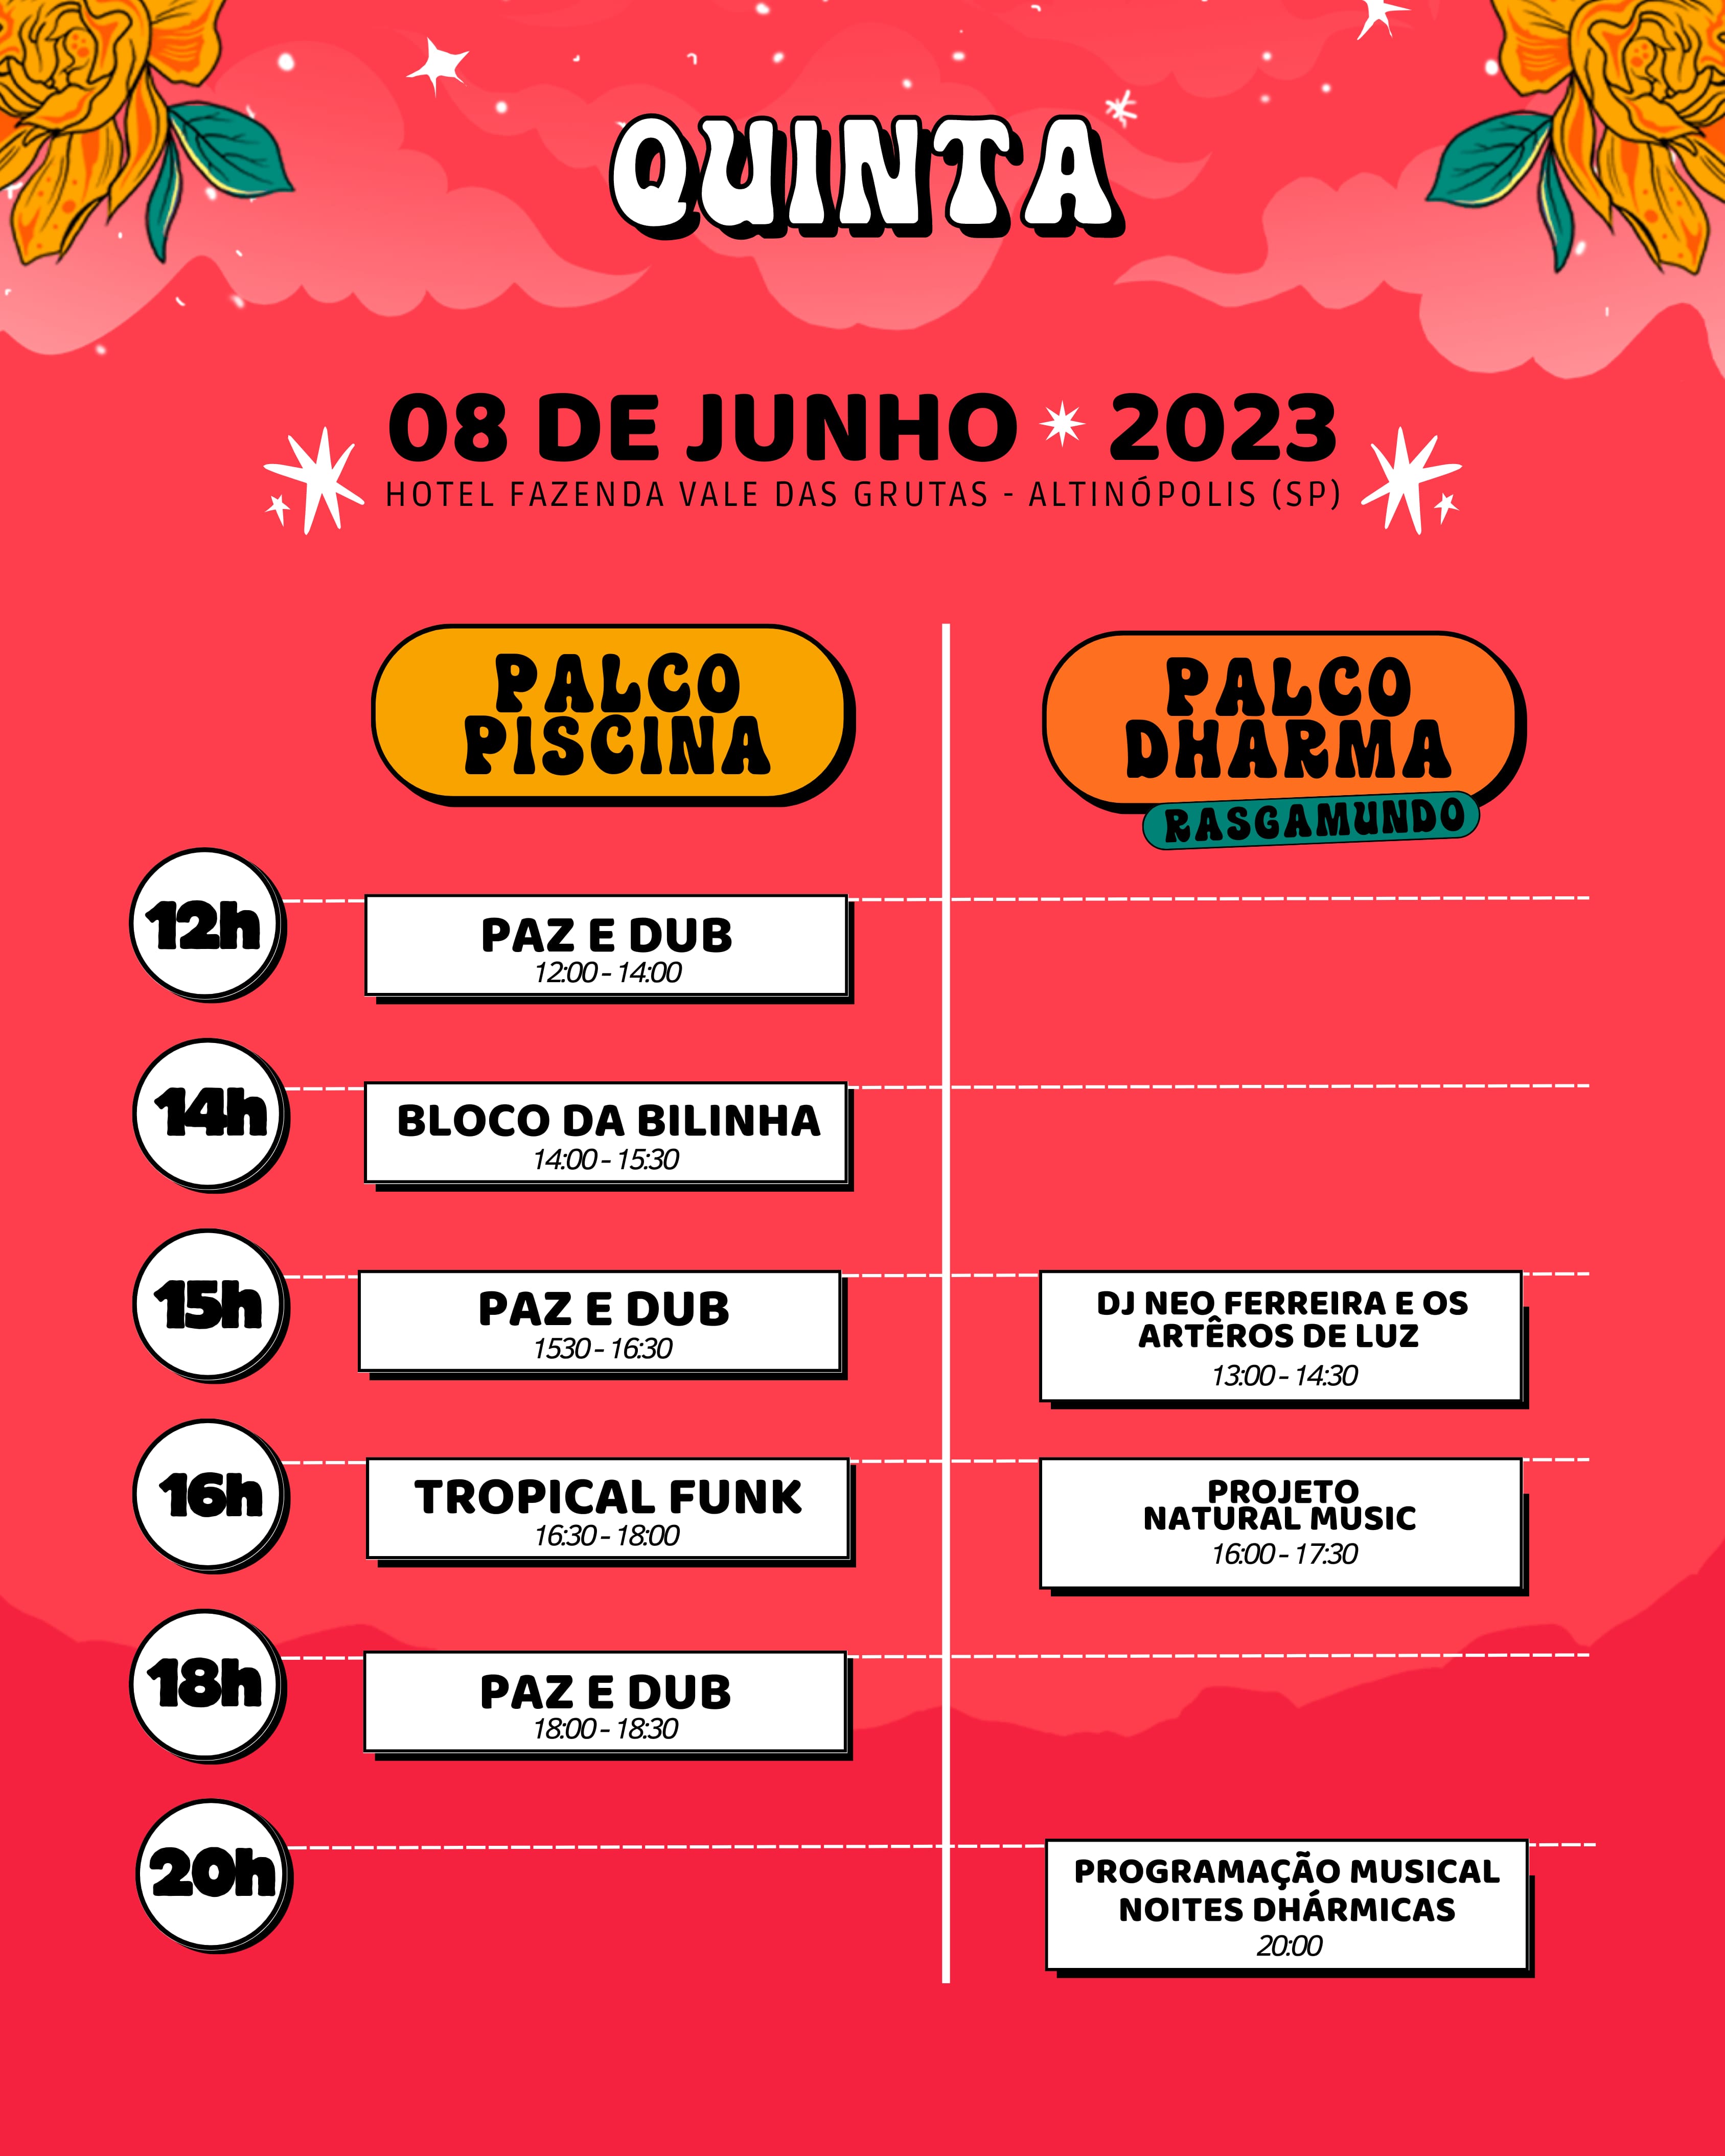 QUINTA
08 DE JUNHO 2023
HOTEL FAZENDA VALE DAS GRUTAS - ALTINÓPOLIS (SP)
PALCO
PISCINA
PALCO
DHARMA
RASGAMUNDO
12h
PAZ E DUB
12:00 - 14:00
14h
BLOCO DA BILINHA
14:00 - 15:30
15h
PAZ E DUB
1530 - 16:30
DJ NEO FERREIRA E OS
ARTÊROS DE LUZ
13:00 - 14:30
16h
TROPICAL FUNK
16:30 - 18:00
PROJETO
NATURAL MUSIC
16:00 - 17:30
18h
PAZ E DUB
18:00 - 18:30
20h
PROGRAMAÇÃO MUSICAL
NOITES DHÁRMICAS
20:00